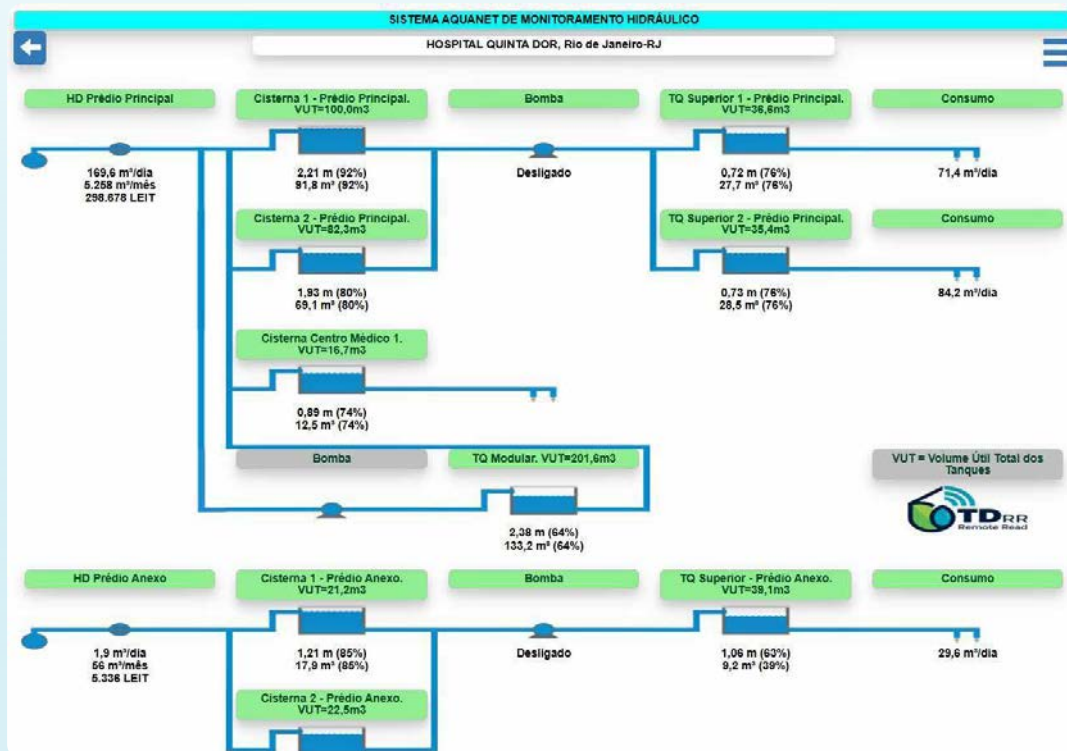 SISTEMA AQUANET DE MONITORAMENTO HIDRÁULICO
HOSPITAL QUINTA DOR, Rio de Janeiro-RJ
HD Prédio Principal
169,6 m³/dia
5.258 m³/mês
298.678 LEIT
Cisterna 1 - Prédio Principal.
VUT=100,0m3
2,21 m (92%)
91,8 m³ (92%)
Bomba
Desligado
TQ Superior 1 - Prédio Principal.
VUT=36,6m3
0,72 m (76%)
27,7 m³ (76%)
Consumo
71,4 m³/dia
Cisterna 2 - Prédio Principal.
VUT=82,3m3
1,93 m (80%)
69,1 m³ (80%)
TQ Superior 2 - Prédio Principal.
VUT=35,4m3
0,73 m (76%)
28,5 m³ (76%)
Consumo
84,2 m³/dia
Cisterna Centro Médico 1.
VUT=16,7m3
0,89 m (74%)
12,5 m³ (74%)
Bomba
TQ Modular. VUT=201,6m3
2,38 m (64%)
133,2 m³ (64%)
VUT = Volume Útil Total dos
Tanques
TDRR
Remote Read
HD Prédio Anexo
1,9 m³/dia
56 m³/mês
5.336 LEIT
Cisterna 1 - Prédio Anexo.
VUT=21,2m3
1,21 m (85%)
17,9 m³ (85%)
Bomba
Desligado
TQ Superior - Prédio Anexo.
VUT=39,1m3
1,06 m (63%)
9,2 m³ (39%)
Consumo
29,6 m³/dia
Cisterna 2 - Prédio Anexo.
VUT=22,5m3